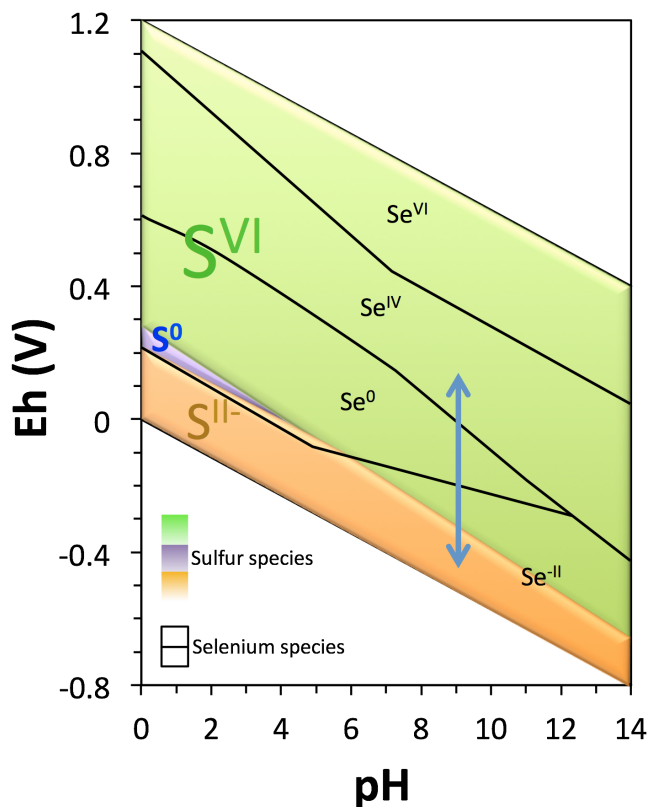 1.2
0.8
0.4
0
-0.4
-0.8
Eh (V)
Se^VI
S^VI
Se^IV
S^0
Se^0
S^II-
Se^-II
Sulfur species
Selenium species
0 2 4 6 8 10 12 14
pH